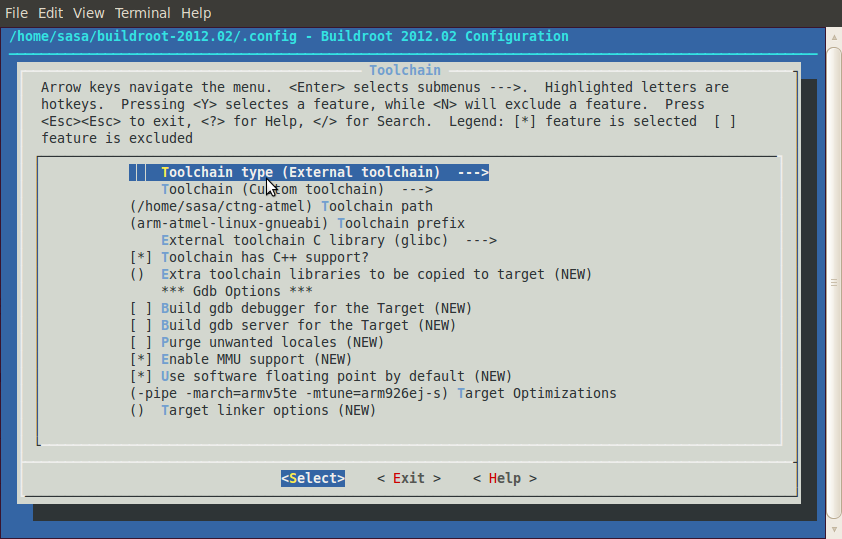 File Edit View Terminal Help
/home/sasa/buildroot-2012.02/.config - Buildroot 2012.02 Configuration
Toolchain
Arrow keys navigate the menu. <Enter> selects submenus --->. Highlighted letters are
hotkeys. Pressing <Y> selectes a feature, while <N> will exclude a feature. Press
<Esc><Esc> to exit, <?> for Help, </> for Search. Legend: [*] feature is selected [ ]
feature is excluded
Toolchain type (External toolchain) --->
Toolchain (Custom toolchain) --->
(/home/sasa/ctng-atmel) Toolchain path
(arm-atmel-linux-gnueabi) Toolchain prefix
External toolchain C library (glibc) --->
[*] Toolchain has C++ support?
() Extra toolchain libraries to be copied to target (NEW)
*** Gdb Options ***
[ ] Build gdb debugger for the Target (NEW)
[ ] Build gdb server for the Target (NEW)
[ ] Purge unwanted locales (NEW)
[*] Enable MMU support (NEW)
[*] Use software floating point by default (NEW)
(-pipe -march=armv5te -mtune=arm926ej-s) Target Optimizations
() Target linker options (NEW)
<Select> < Exit > < Help >